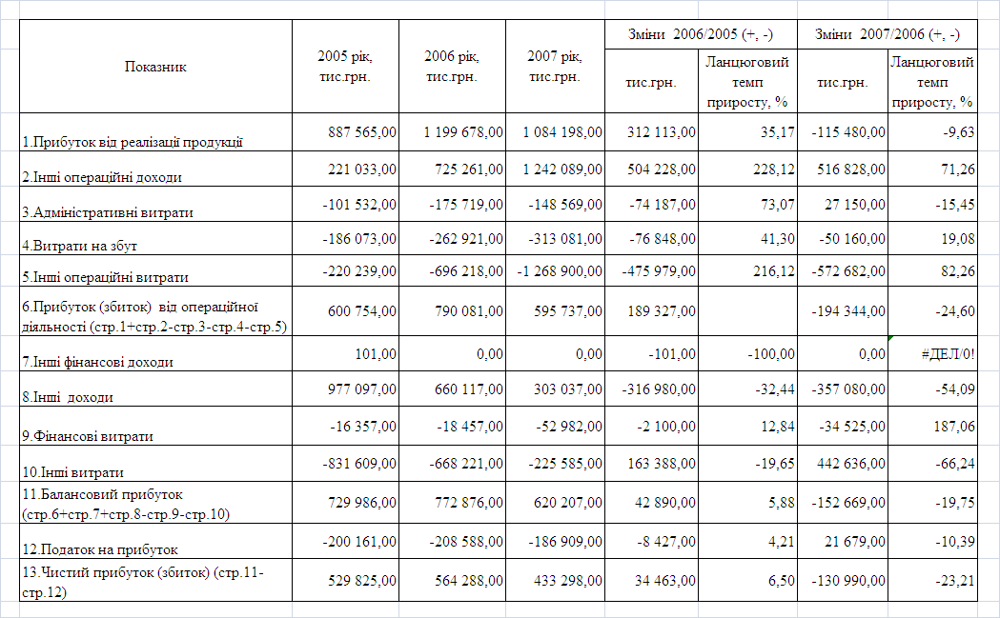 Показник 2005 рік, тис.грн. 2006 рік, тис.грн. 2007 рік, тис.грн. Зміни 2006/2005 (+, -) Зміни 2007/2006 (+, -)
тис.грн. Ланцюговий темп приросту, % тис.грн. Ланцюговий темп приросту, %
1.Прибуток від реалізації продукції 887 565,00 1 199 678,00 1 084 198,00 312 113,00 35,17 -115 480,00 -9,63
2.Інші операційні доходи 221 033,00 725 261,00 1 242 089,00 504 228,00 228,12 516 828,00 71,26
3.Адміністративні витрати -101 532,00 -175 719,00 -148 569,00 -74 187,00 73,07 27 150,00 -15,45
4.Витрати на збут -186 073,00 -262 921,00 -313 081,00 -76 848,00 41,30 -50 160,00 19,08
5.Інші операційні витрати -220 239,00 -696 218,00 -1 268 900,00 -475 979,00 216,12 -572 682,00 82,26
6.Прибуток (збиток) від операційної
діяльності (стр.1+стр.2-стр.3-стр.4-стр.5) 600 754,00 790 081,00 595 737,00 189 327,00 -194 344,00 -24,60
7.Інші фінансові доходи 101,00 0,00 0,00 -101,00 -100,00 0,00 #ДЕЛ/0!
8.Інші доходи 977 097,00 660 117,00 303 037,00 -316 980,00 -32,44 -357 080,00 -54,09
9.Фінансові витрати -16 357,00 -18 457,00 -52 982,00 -2 100,00 12,84 -34 525,00 187,06
10.Інші витрати -831 609,00 -668 221,00 -225 585,00 163 388,00 -19,65 442 636,00 -66,24
11.Балансовий прибуток
(стр.6+стр.7+стр.8-стр.9-стр.10) 729 986,00 772 876,00 620 207,00 42 890,00 5,88 -152 669,00 -19,75
12.Податок на прибуток -200 161,00 -208 588,00 -186 909,00 -8 427,00 4,21 21 679,00 -10,39
13.Чистий прибуток (збиток) (стр.11-
стр.12) 529 825,00 564 288,00 433 298,00 34 463,00 6,50 -130 990,00 -23,21